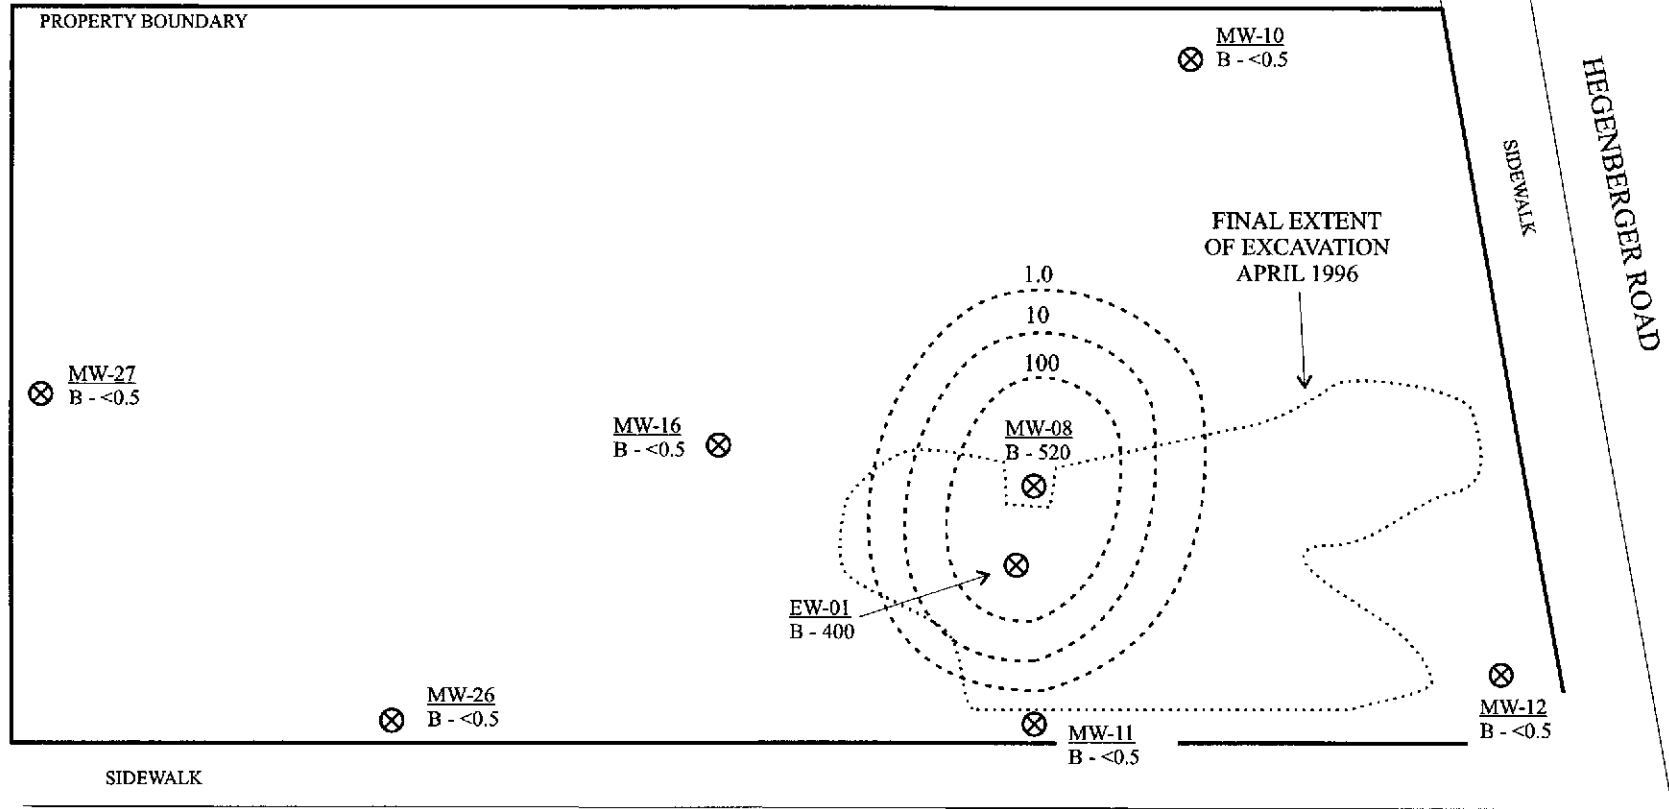 PROPERTY BOUNDARY
MW-10
B - <0.5
HEGENBERGER ROAD
SIDEWALK
FINAL EXTENT
OF EXCAVATION
APRIL 1996
1.0
10
100
MW-27
B - <0.5
MW-16
B - <0.5
MW-08
B - 520
EW-01
B - 400
MW-26
B - <0.5
MW-11
B - <0.5
MW-12
B - <0.5
SIDEWALK